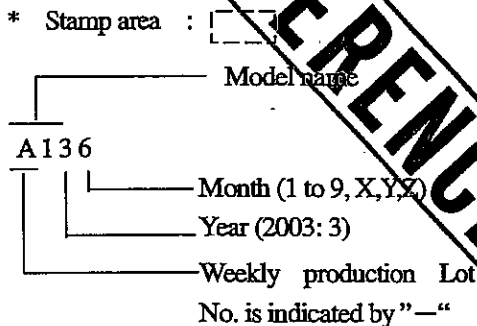 * Stamp area :
ERENC
Model name
A136
Month (1 to 9, X,Y,Z)
Year (2003: 3)
Weekly production Lot
No. is indicated by ”—“